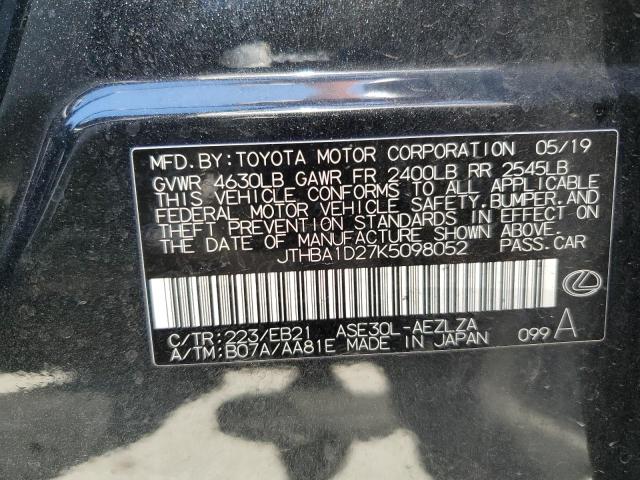 MFD. BY: TOYOTA MOTOR CORPORATION 05/19
GVWR 4630LB GAWR FR 2400LB RR 2545LB
THIS VEHICLE CONFORMS TO ALL APPLICABLE
FEDERAL MOTOR VEHICLE SAFETY, BUMPER, AND
THEFT PREVENTION STANDARDS IN EFFECT ON
THE DATE OF MANUFACTURE SHOWN ABOVE.
JTHBA1D27K5098052 PASS. CAR
C/TR: 223/EB21 ASE30L-AEZLZA
A/TM: B07A/AA81E MADE IN JAPAN 099 A